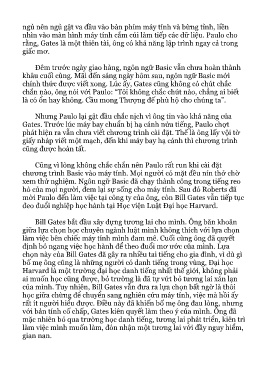 ngủ nên ngủ gật va đầu vào bàn phím máy tính và bừng tỉnh, liền
nhìn vào màn hình máy tính cắm cúi làm tiếp các dữ liệu. Paulo cho
rằng, Gates là một thiên tài, ông có khả năng lập trình ngay cả trong
giấc mơ.
Đêm trước ngày giao hàng, ngôn ngữ Basic vẫn chưa hoàn thành
khâu cuối cùng. Mãi đến sáng ngày hôm sau, ngôn ngữ Basic mới
chính thức được viết xong. Lúc ấy, Gates cũng không có chút chắc
chắn nào, ông nói với Paulo: “Tôi không chắc chút nào, chẳng ai biết
là có ổn hay không. Cầu mong Thượng đế phù hộ cho chúng ta”.
Nhưng Paulo lại gật đầu chắc nịch vì ông tin vào khả năng của
Gates. Trước lúc máy bay chuẩn bị hạ cánh nửa tiếng, Paulo chợt
phát hiện ra vẫn chưa viết chương trình cài đặt. Thế là ông lấy vội tờ
giấy nháp viết một mạch, đến khi máy bay hạ cánh thì chương trình
cũng được hoàn tất.
Cũng vì lòng không chắc chắn nên Paulo rất run khi cài đặt
chương trình Basic vào máy tính. Mọi người có mặt đều nín thở chờ
xem thử nghiệm. Ngôn ngữ Basic đã chạy thành công trong tiếng reo
hò của mọi người, đem lại sự sống cho máy tính. Sau đó Roberts đã
mời Paulo đến làm việc tại công ty của ông, còn Bill Gates vẫn tiếp tục
đeo đuổi nghiệp học hành tại Học viện Luật Đại học Harvard.
Bill Gates bắt đầu xây dựng tương lai cho mình. Ông băn khoăn
giữa lựa chọn học chuyên ngành luật mình không thích với lựa chọn
làm việc bên chiếc máy tính mình đam mê. Cuối cùng ông đã quyết
định bỏ ngang việc học hành để theo đuổi mơ ước của mình. Lựa
chọn này của Bill Gates đã gây ra nhiều tai tiếng cho gia đình, vì dù gì
bố mẹ ông cũng là những người có danh tiếng trong vùng, Đại học
Harvard là một trường đại học danh tiếng nhất thế giới, không phải
ai muốn học cũng được, bỏ trường là đã tự vứt bỏ tương lai xán lạn
của mình. Tuy nhiên, Bill Gates vẫn đưa ra lựa chọn bất ngờ là thôi
học giữa chừng để chuyển sang nghiên cứu máy tính, việc mà hồi ấy
rất ít người hiểu được. Điều này đã khiến bố mẹ ông đau lòng, nhưng
với bản tính cố chấp, Gates kiên quyết làm theo ý của mình. Ông đã
mặc nhiên bỏ qua trường học danh tiếng, tương lai phát triển, kiên trì
làm việc mình muốn làm, đón nhận một tương lai với đầy nguy hiểm,
gian nan.